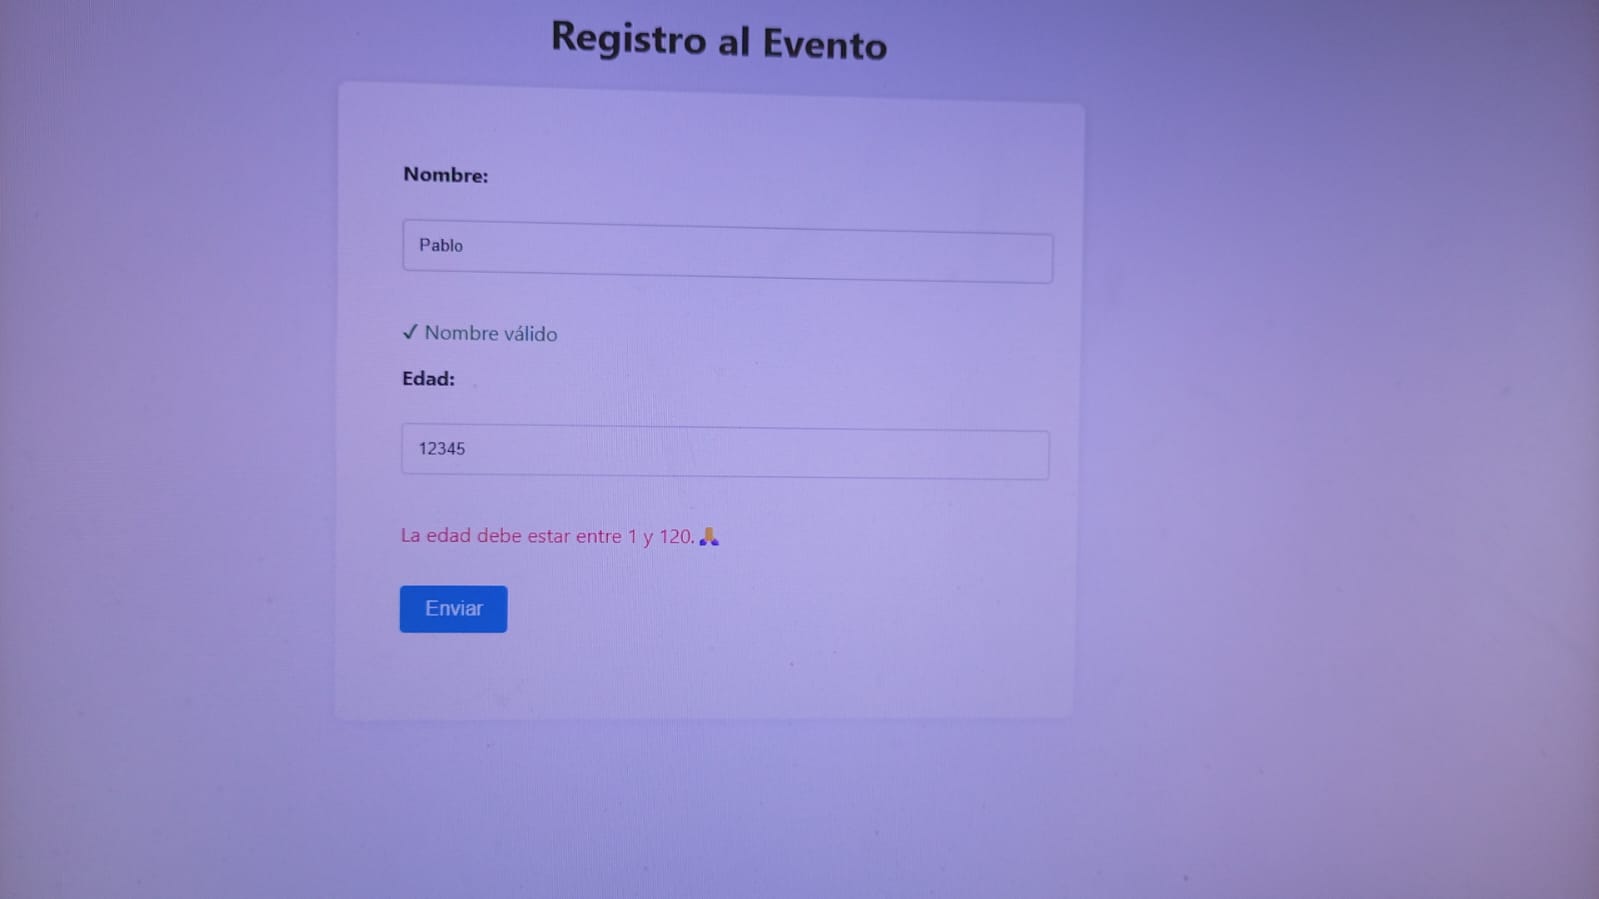 Registro al Evento
Nombre:
Pablo
✓ Nombre válido
Edad:
12345
La edad debe estar entre 1 y 120.🙏
Enviar